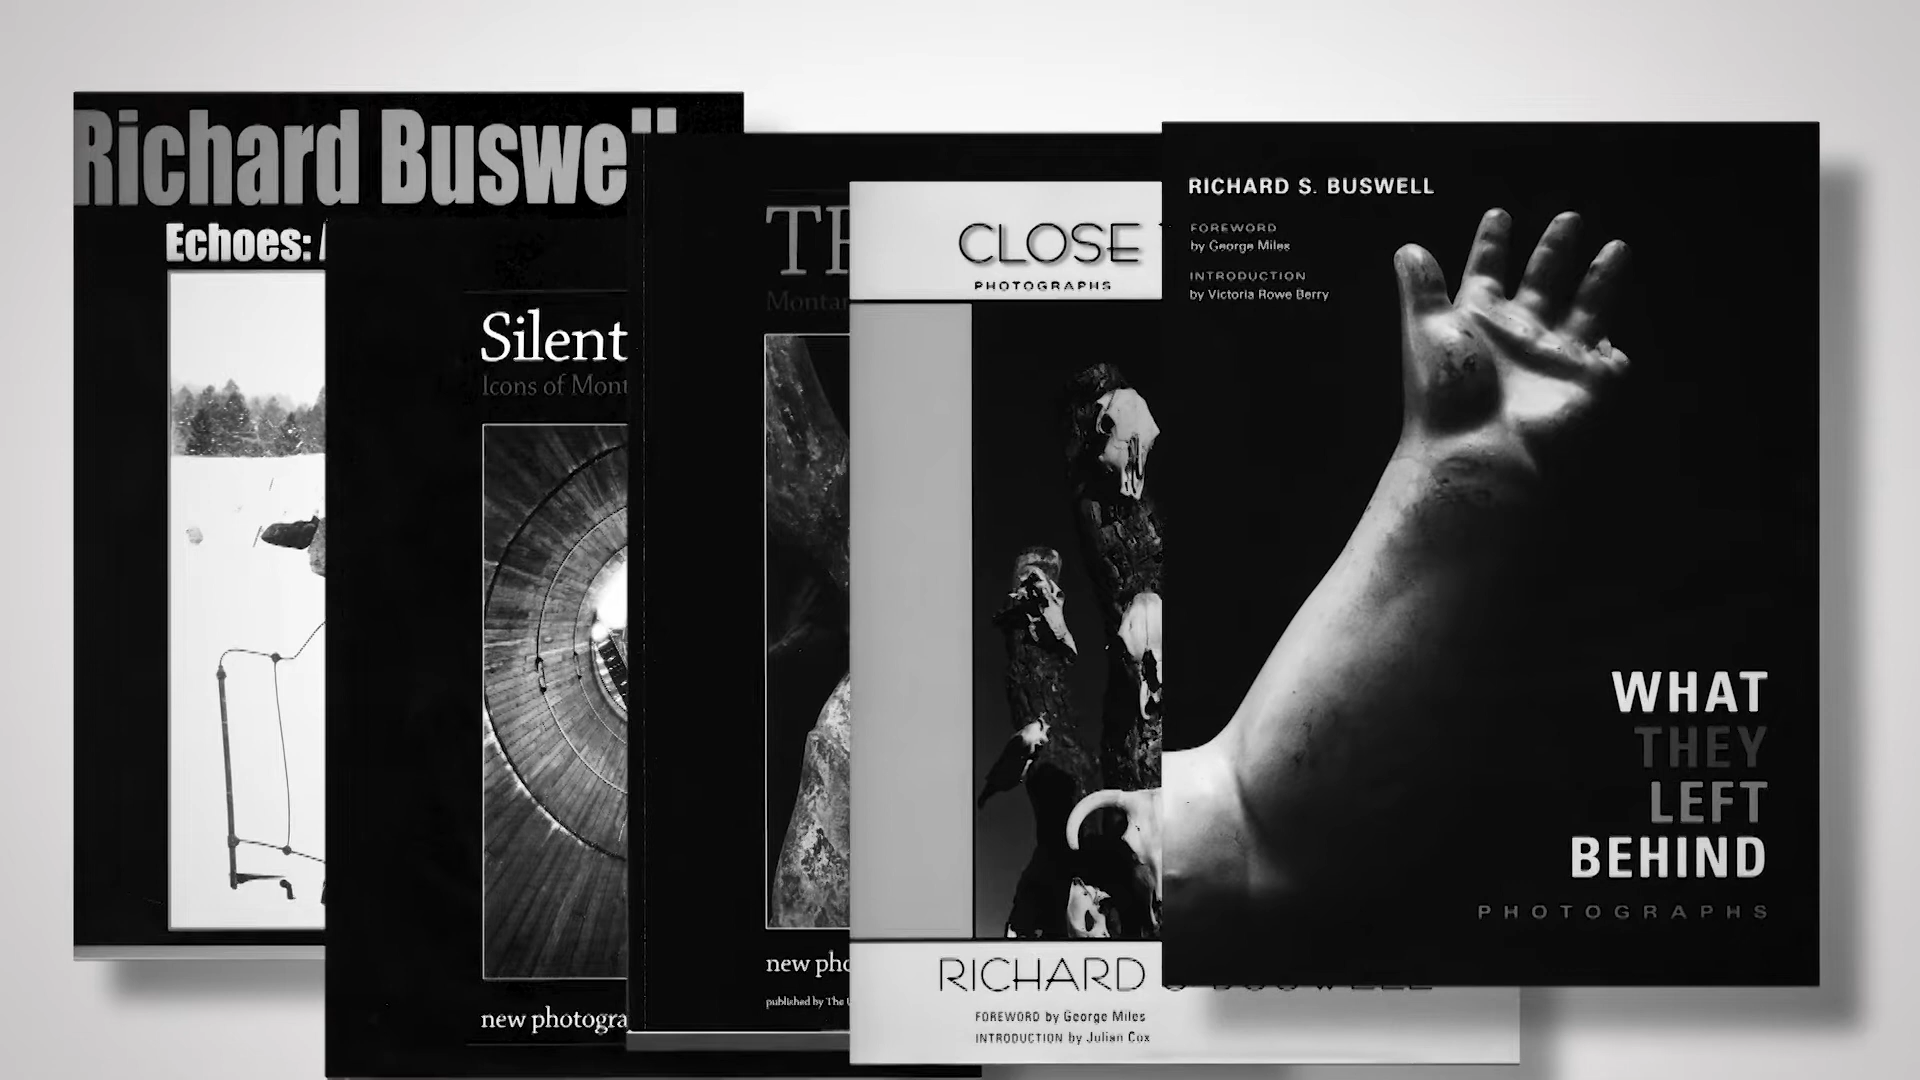 Richard Buswell
Echoes:
Silent
Icons of Mont
new photogra
Montan
new pho
published by The
CLOSE
PHOTOGRAPHS
RICHARD S BUSWELL
FOREWORD by George Miles
INTRODUCTION by Julian Cox
RICHARD S. BUSWELL
FOREWORD
by George Miles
INTRODUCTION
by Victoria Rowe Berry
WHAT
THEY
LEFT
BEHIND
PHOTOGRAPHS